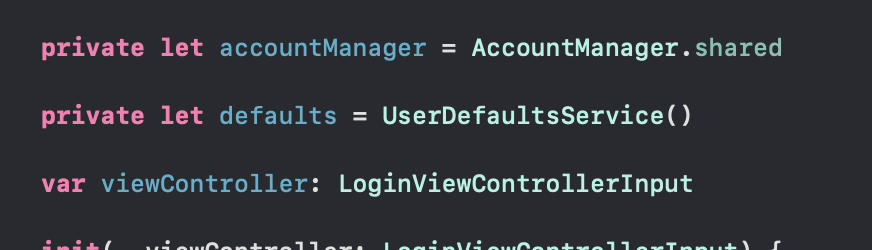 private let accountManager = AccountManager.shared
private let defaults = UserDefaultsService()
var viewController: LoginViewControllerInput
init(_ viewController: LoginViewControllerInput) {